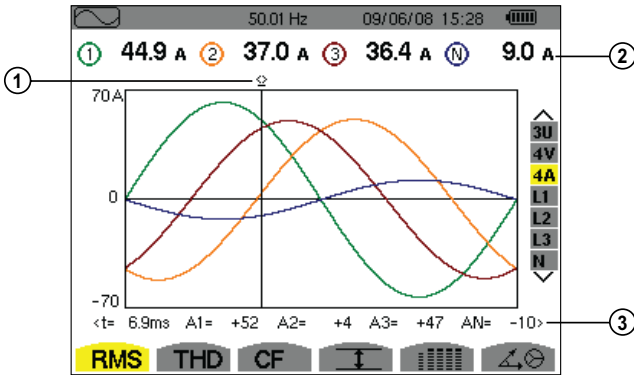 50.01 Hz 09/06/08 15:28
1 44.9 A 2 37.0 A 3 36.4 A N 9.0 A 2
1
70 A
3U
4V
4A
0 L1
L2
L3
N
-70
<t= 6.9ms A1= +52 A2= +4 A3= +47 AN= -10> 3
RMS THD CF